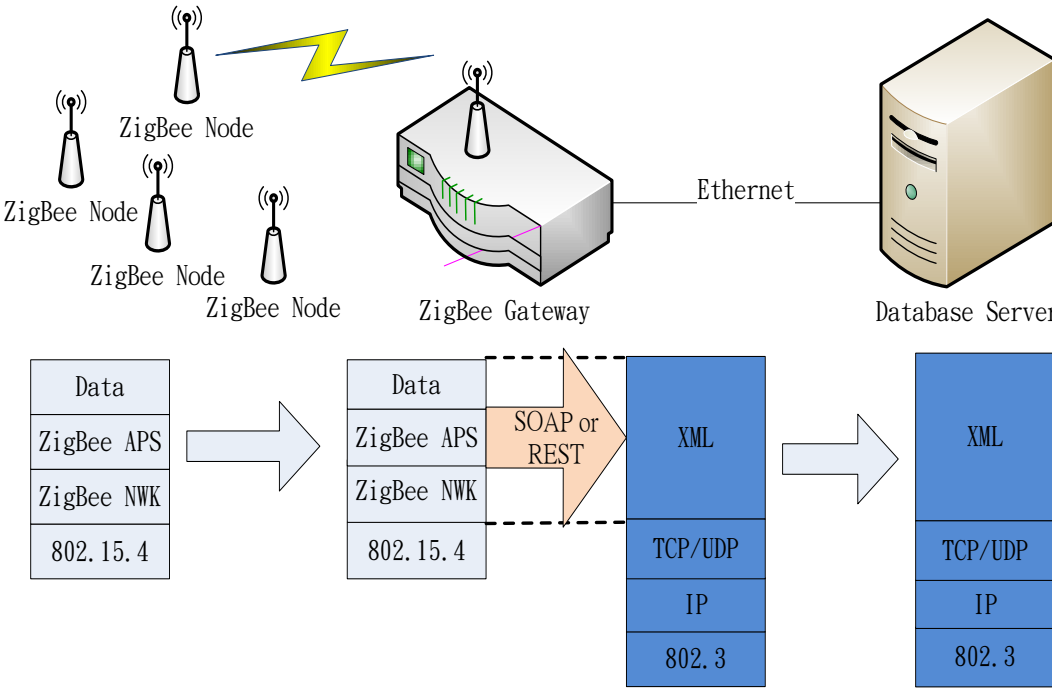 ZigBee Node
ZigBee Node
ZigBee Node
ZigBee Node
ZigBee Gateway
Ethernet
Database Server
Data
ZigBee APS
ZigBee NWK
802.15.4
Data
ZigBee APS
ZigBee NWK
802.15.4
SOAP or
REST
XML
TCP/UDP
IP
802.3
XML
TCP/UDP
IP
802.3